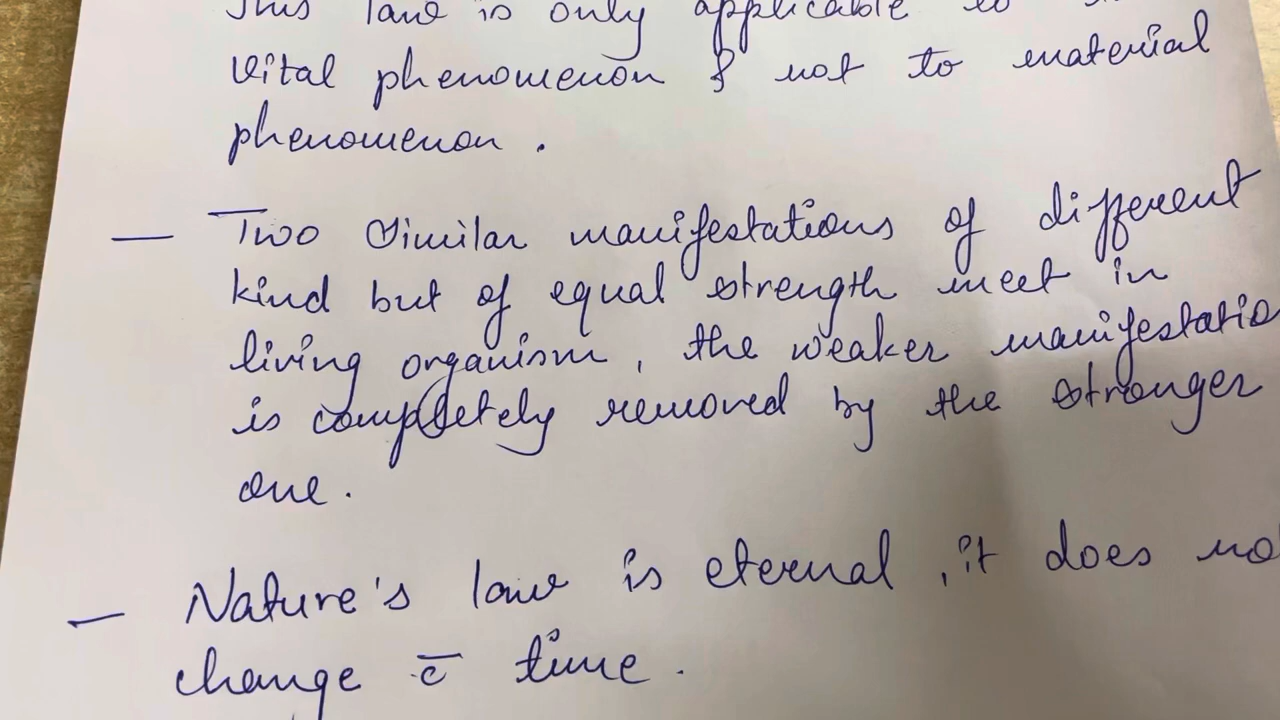 This law is only applicable to
vital phenomenon & not to material
phenomenon.
— Two similar manifestations of different
kind but of equal strength meet in
living organism, the weaker manifestatio
is completely removed by the stronger
one.
— Nature's law is eternal, it does no
change c̄ time.